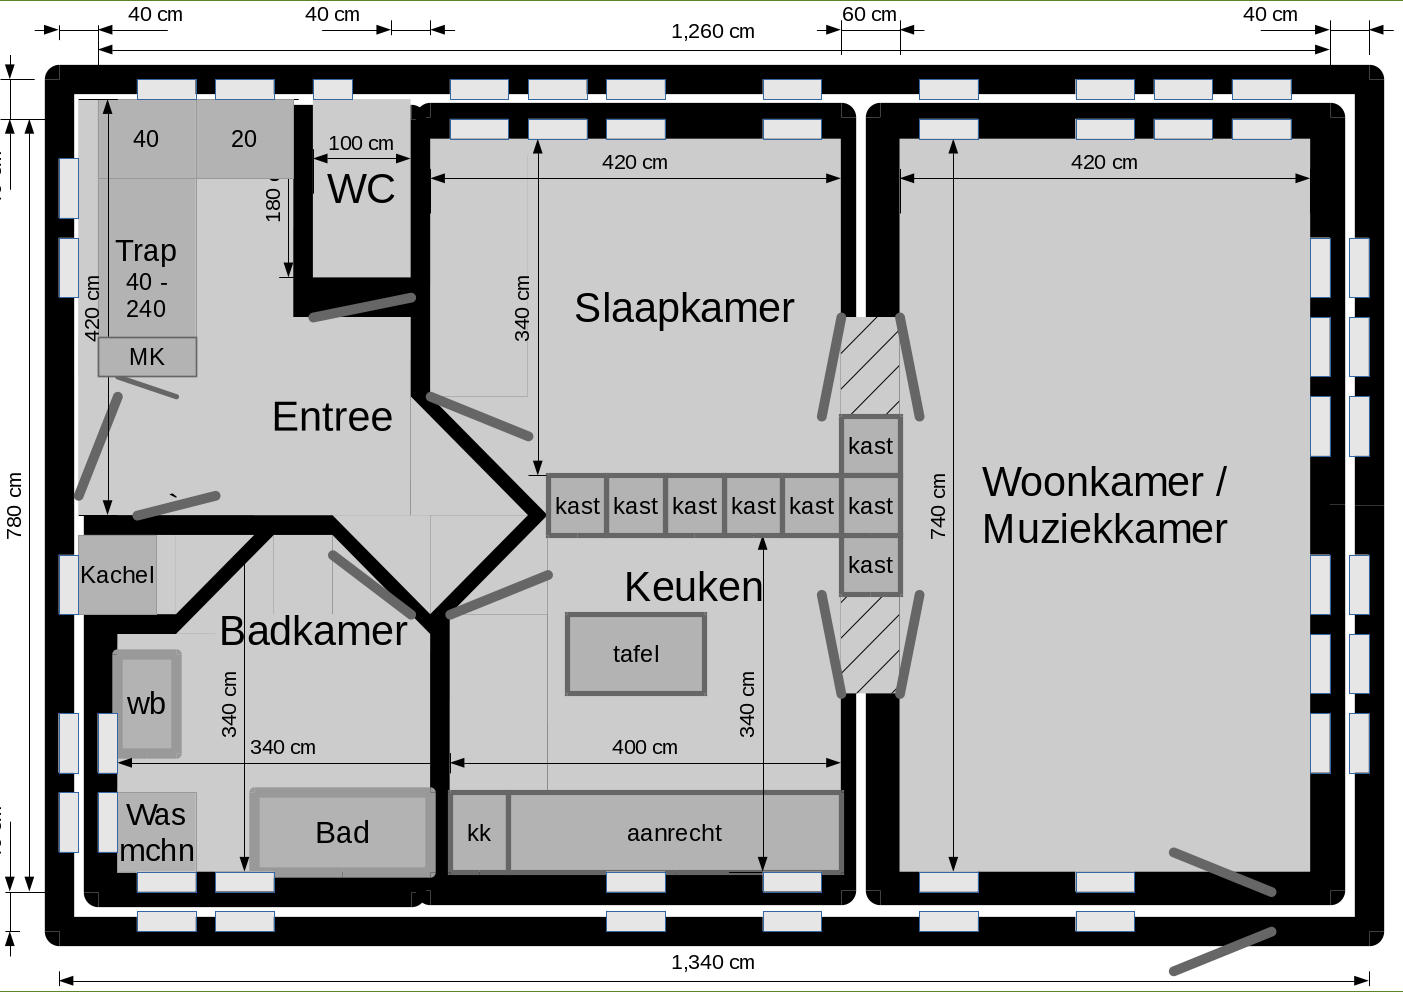 40 cm
40 cm
60 cm
40 cm
1,260 cm
40
20
100 cm
WC
180
420 cm
420 cm
Trap
40 -
240
420 cm
MK
340 cm
Slaapkamer
Entree
kast
kast
kast
kast
kast
kast
kast
kast
Woonkamer /
Muziekkamer
780 cm
740 cm
Kachel
Badkamer
Keuken
tafel
wb
340 cm
340 cm
340 cm
400 cm
Was
mchn
Bad
kk
aanrecht
1,340 cm